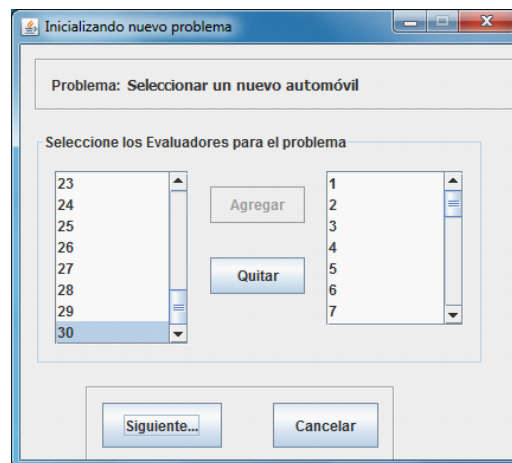 Inicializando nuevo problema
Problema: Seleccionar un nuevo automóvil
Seleccione los Evaluadores para el problema
23
24
25
26
27
28
29
30
Agregar
Quitar
1
2
3
4
5
6
7
Siguiente...
Cancelar